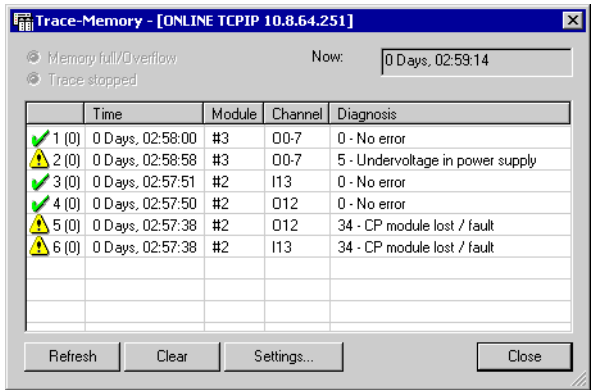 Trace-Memory - [ONLINE TCPIP 10.8.64.251]
Memory full/Overflow
Now: 0 Days, 02:59:14
Trace stopped
Time Module Channel Diagnosis
1 (0) 0 Days, 02:58:00 #3 O0-7 0 - No error
2 (0) 0 Days, 02:58:58 #3 O0-7 5 - Undervoltage in power supply
3 (0) 0 Days, 02:57:51 #2 I13 0 - No error
4 (0) 0 Days, 02:57:50 #2 O12 0 - No error
5 (0) 0 Days, 02:57:38 #2 O12 34 - CP module lost / fault
6 (0) 0 Days, 02:57:38 #2 I13 34 - CP module lost / fault
Refresh Clear Settings... Close